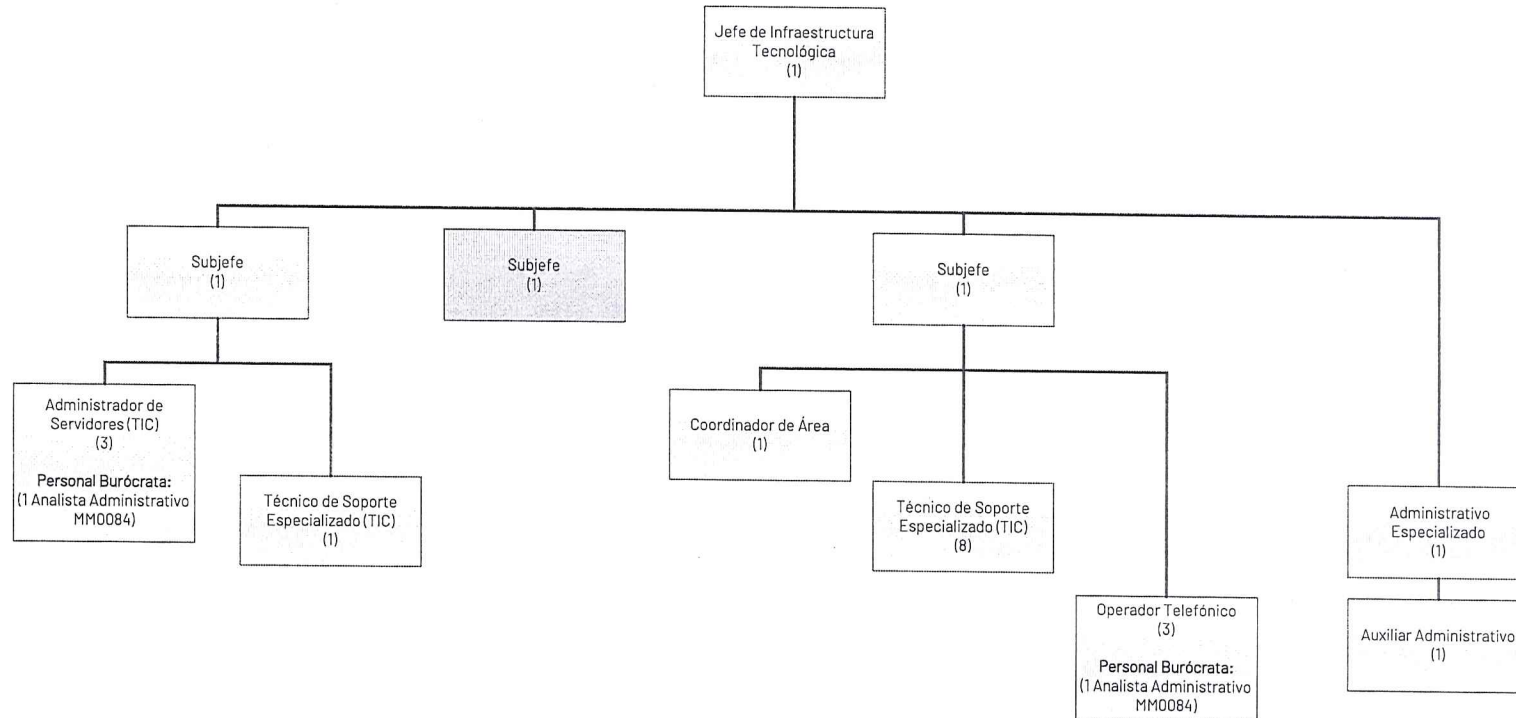 Jefe de Infraestructura
Tecnológica
(1)
Subjefe
(1)
Subjefe
(1)
Subjefe
(1)
Administrador de
Servidores (TIC)
(3)
Personal Burócrata:
(1 Analista Administrativo
MM0084)
Técnico de Soporte
Especializado (TIC)
(1)
Coordinador de Área
(1)
Técnico de Soporte
Especializado (TIC)
(8)
Operador Telefónico
(3)
Personal Burócrata:
(1 Analista Administrativo
MM0084)
Administrativo
Especializado
(1)
Auxiliar Administrativo
(1)